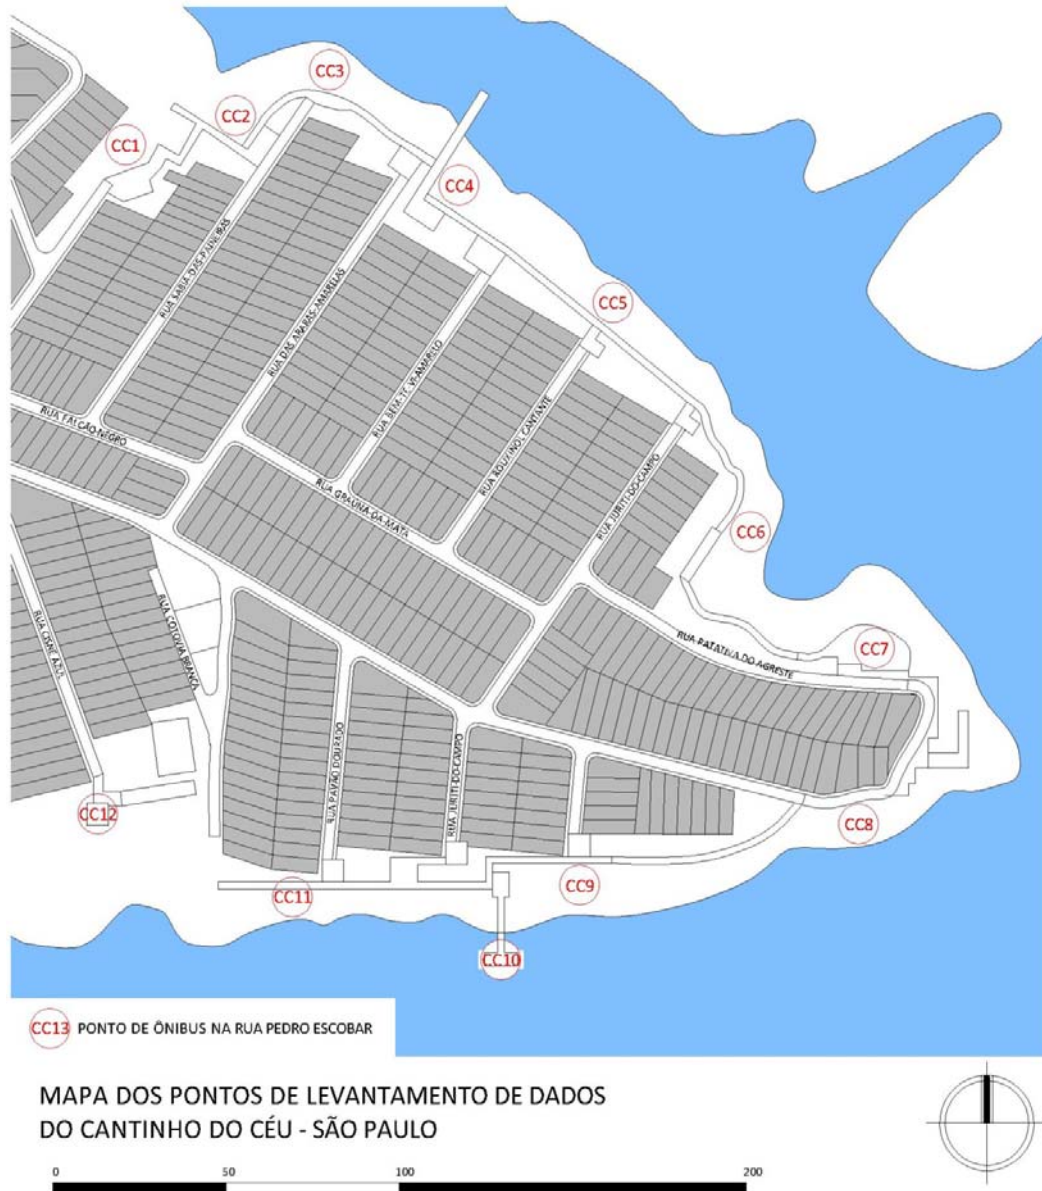 CC3
CC2
CC1
CC4
RUA SABIÁ-DAS-PAINEIRAS
RUA DAS ARARAS-AMARELAS
CC5
RUA BEM-TE-VI-AMARELO
RUA FALCÃO-NEGRO
RUA ROUXINOL CANTANTE
RUA JURITI-DO-CAMPO
RUA GRAÚNA-DA-MATA
CC6
RUA COTOVIA BRANCA
RUA CISNE AZUL
RUA PATATIVA DO AGRESTE
CC7
RUA PAVÃO DOURADO
RUA JURITI-DO-CAMPO
CC12
CC8
CC9
CC11
CC10
CC13 PONTO DE ÔNIBUS NA RUA PEDRO ESCOBAR
MAPA DOS PONTOS DE LEVANTAMENTO DE DADOS
DO CANTINHO DO CÉU - SÃO PAULO
0 50 100 200